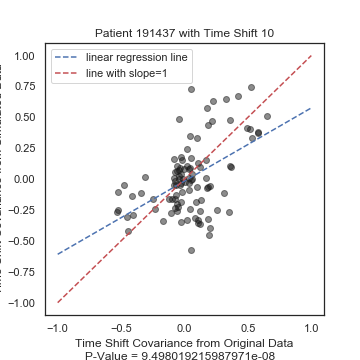 Patient 191437 with Time Shift 10
linear regression line
line with slope=1
1.00
0.75
0.50
0.25
0.00
−0.25
−0.50
−0.75
−1.00
−1.0
−0.5
0.0
0.5
1.0
Time Shift Covariance from Original Data
P-Value = 9.498019215987971e-08